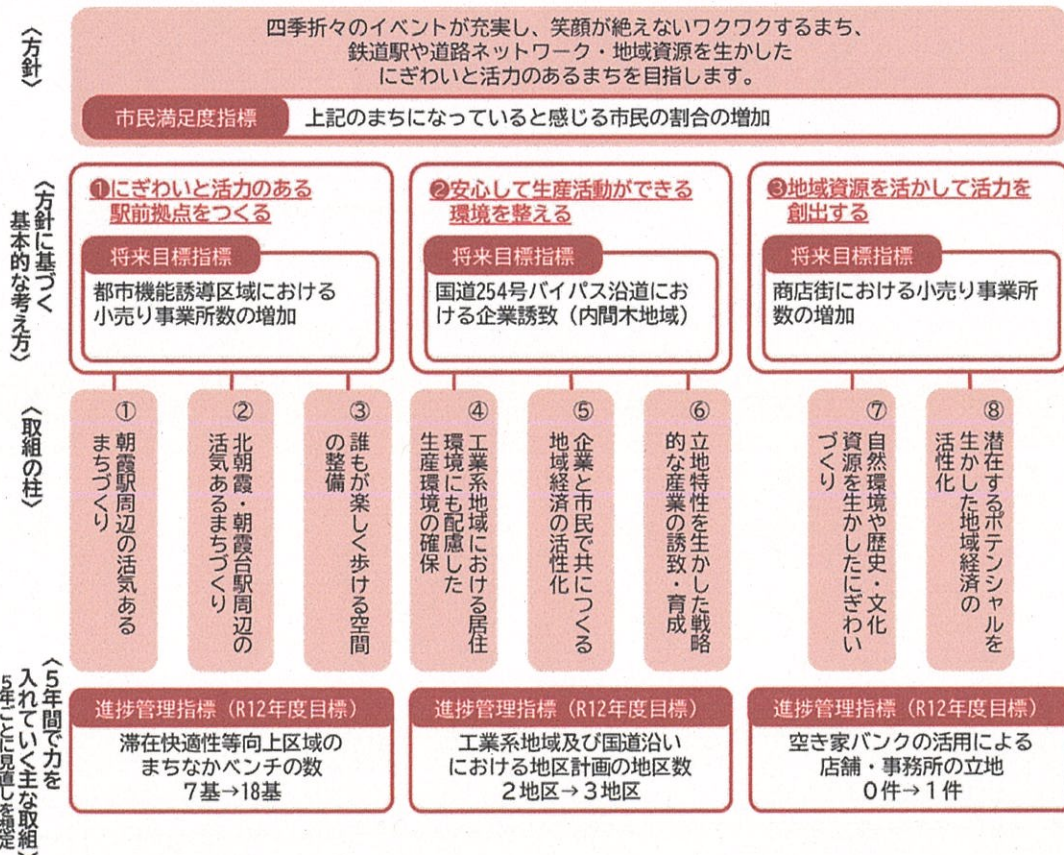 〈方針〉
四季折々のイベントが充実し、笑顔が絶えないワクワクするまち、
鉄道駅や道路ネットワーク・地域資源を生かした
にぎわいと活力のあるまちを目指します。
市民満足度指標
上記のまちになっていると感じる市民の割合の増加
〈方針に基づく
基本的な考え方〉
❶にぎわいと活力のある
駅前拠点をつくる
将来目標指標
都市機能誘導区域における
小売り事業所数の増加
❷安心して生産活動ができる
環境を整える
将来目標指標
国道254号バイパス沿道にお
ける企業誘致（内間木地域）
❸地域資源を活かして活力を
創出する
将来目標指標
商店街における小売り事業所
数の増加
〈取組の柱〉
①
朝霞駅周辺の活気ある
まちづくり
②
北朝霞・朝霞台駅周辺の
活気あるまちづくり
③
誰もが楽しく歩ける空間
の整備
④
工業系地域における居住
環境にも配慮した
生産環境の確保
⑤
企業と市民で共につくる
地域経済の活性化
⑥
立地特性を生かした戦略
的な産業の誘致・育成
⑦
自然環境や歴史・文化
資源を生かしたにぎわい
づくり
⑧
潜在するポテンシャルを
生かした地域経済の
活性化
〈５年間で力を
入れていく主な取組〉
5年ごとに見直しを想定
進捗管理指標（R12年度目標）
滞在快適性等向上区域の
まちなかベンチの数
７基→18基
進捗管理指標（R12年度目標）
工業系地域及び国道沿い
における地区計画の地区数
２地区→３地区
進捗管理指標（R12年度目標）
空き家バンクの活用による
店舗・事務所の立地
０件→１件